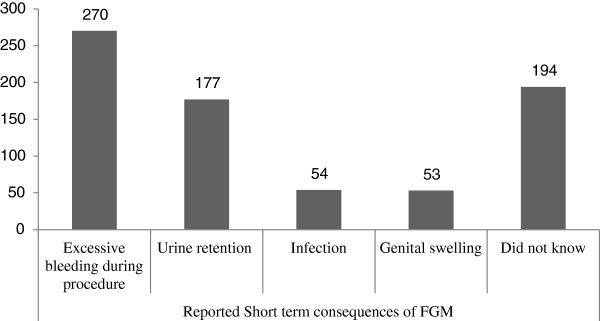 300
270
250
200
194
177
150
100
54
53
50
0
Excessive bleeding during procedure
Urine retention
Infection
Genital swelling
Did not know
Reported Short term consequences of FGM